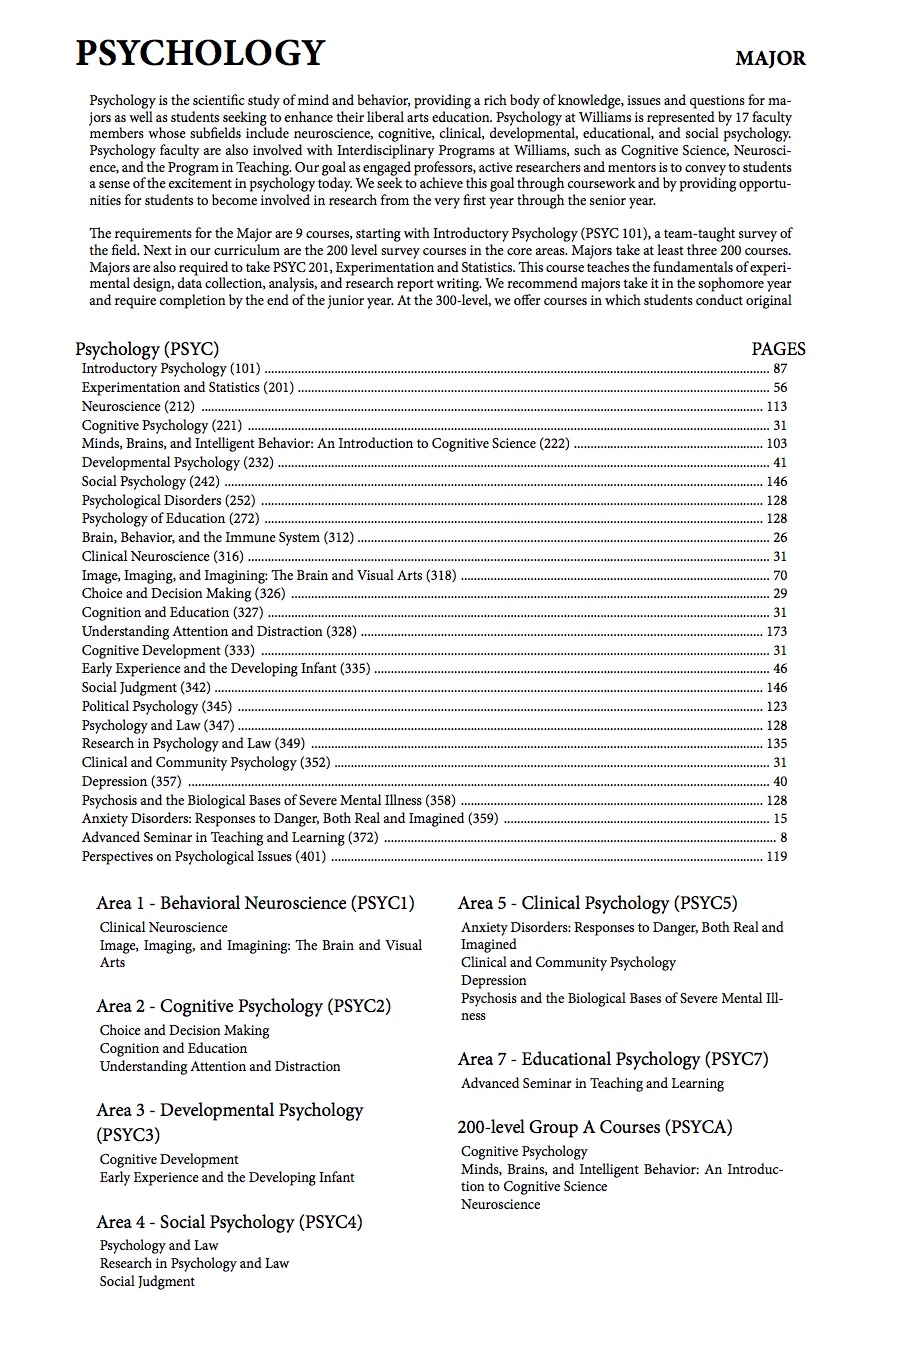 PSYCHOLOGY MAJOR
Psychology is the scientific study of mind and behavior, providing a rich body of knowledge, issues and questions for ma-
jors as well as students seeking to enhance their liberal arts education. Psychology at Williams is represented by 17 faculty
members whose subfields include neuroscience, cognitive, clinical, developmental, educational, and social psychology.
Psychology faculty are also involved with Interdisciplinary Programs at Williams, such as Cognitive Science, Neurosci-
ence, and the Program in Teaching. Our goal as engaged professors, active researchers and mentors is to convey to students
a sense of the excitement in psychology today. We seek to achieve this goal through coursework and by providing opportu-
nities for students to become involved in research from the very first year through the senior year.
The requirements for the Major are 9 courses, starting with Introductory Psychology (PSYC 101), a team-taught survey of
the field. Next in our curriculum are the 200 level survey courses in the core areas. Majors take at least three 200 courses.
Majors are also required to take PSYC 201, Experimentation and Statistics. This course teaches the fundamentals of experi-
mental design, data collection, analysis, and research report writing. We recommend majors take it in the sophomore year
and require completion by the end of the junior year. At the 300-level, we offer courses in which students conduct original
Psychology (PSYC) PAGES
Introductory Psychology (101) ........ 87
Experimentation and Statistics (201) ........ 56
Neuroscience (212) ........ 113
Cognitive Psychology (221) ........ 31
Minds, Brains, and Intelligent Behavior: An Introduction to Cognitive Science (222) ........ 103
Developmental Psychology (232) ........ 41
Social Psychology (242) ........ 146
Psychological Disorders (252) ........ 128
Psychology of Education (272) ........ 128
Brain, Behavior, and the Immune System (312) ........ 26
Clinical Neuroscience (316) ........ 31
Image, Imaging, and Imagining: The Brain and Visual Arts (318) ........ 70
Choice and Decision Making (326) ........ 29
Cognition and Education (327) ........ 31
Understanding Attention and Distraction (328) ........ 173
Cognitive Development (333) ........ 31
Early Experience and the Developing Infant (335) ........ 46
Social Judgment (342) ........ 146
Political Psychology (345) ........ 123
Psychology and Law (347) ........ 128
Research in Psychology and Law (349) ........ 135
Clinical and Community Psychology (352) ........ 31
Depression (357) ........ 40
Psychosis and the Biological Bases of Severe Mental Illness (358) ........ 128
Anxiety Disorders: Responses to Danger, Both Real and Imagined (359) ........ 15
Advanced Seminar in Teaching and Learning (372) ........ 8
Perspectives on Psychological Issues (401) ........ 119
Area 1 - Behavioral Neuroscience (PSYC1)
Clinical Neuroscience
Image, Imaging, and Imagining: The Brain and Visual
Arts
Area 2 - Cognitive Psychology (PSYC2)
Choice and Decision Making
Cognition and Education
Understanding Attention and Distraction
Area 3 - Developmental Psychology
(PSYC3)
Cognitive Development
Early Experience and the Developing Infant
Area 4 - Social Psychology (PSYC4)
Psychology and Law
Research in Psychology and Law
Social Judgment
Area 5 - Clinical Psychology (PSYC5)
Anxiety Disorders: Responses to Danger, Both Real and
Imagined
Clinical and Community Psychology
Depression
Psychosis and the Biological Bases of Severe Mental Ill-
ness
Area 7 - Educational Psychology (PSYC7)
Advanced Seminar in Teaching and Learning
200-level Group A Courses (PSYCA)
Cognitive Psychology
Minds, Brains, and Intelligent Behavior: An Introduc-
tion to Cognitive Science
Neuroscience